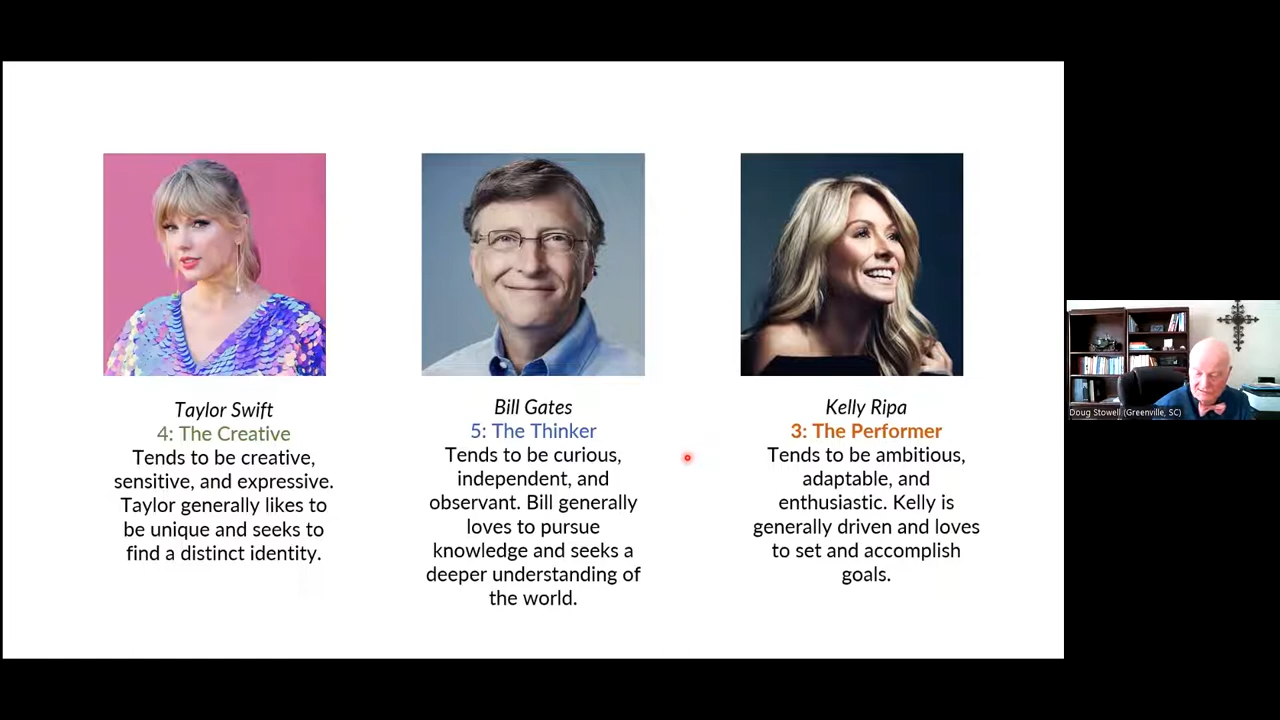 Taylor Swift
4: The Creative
Tends to be creative,
sensitive, and expressive.
Taylor generally likes to
be unique and seeks to
find a distinct identity.
Bill Gates
5: The Thinker
Tends to be curious,
independent, and
observant. Bill generally
loves to pursue
knowledge and seeks a
deeper understanding of
the world.
Kelly Ripa
3: The Performer
Tends to be ambitious,
adaptable, and
enthusiastic. Kelly is
generally driven and loves
to set and accomplish
goals.
Doug Stowell (Greenville, SC)